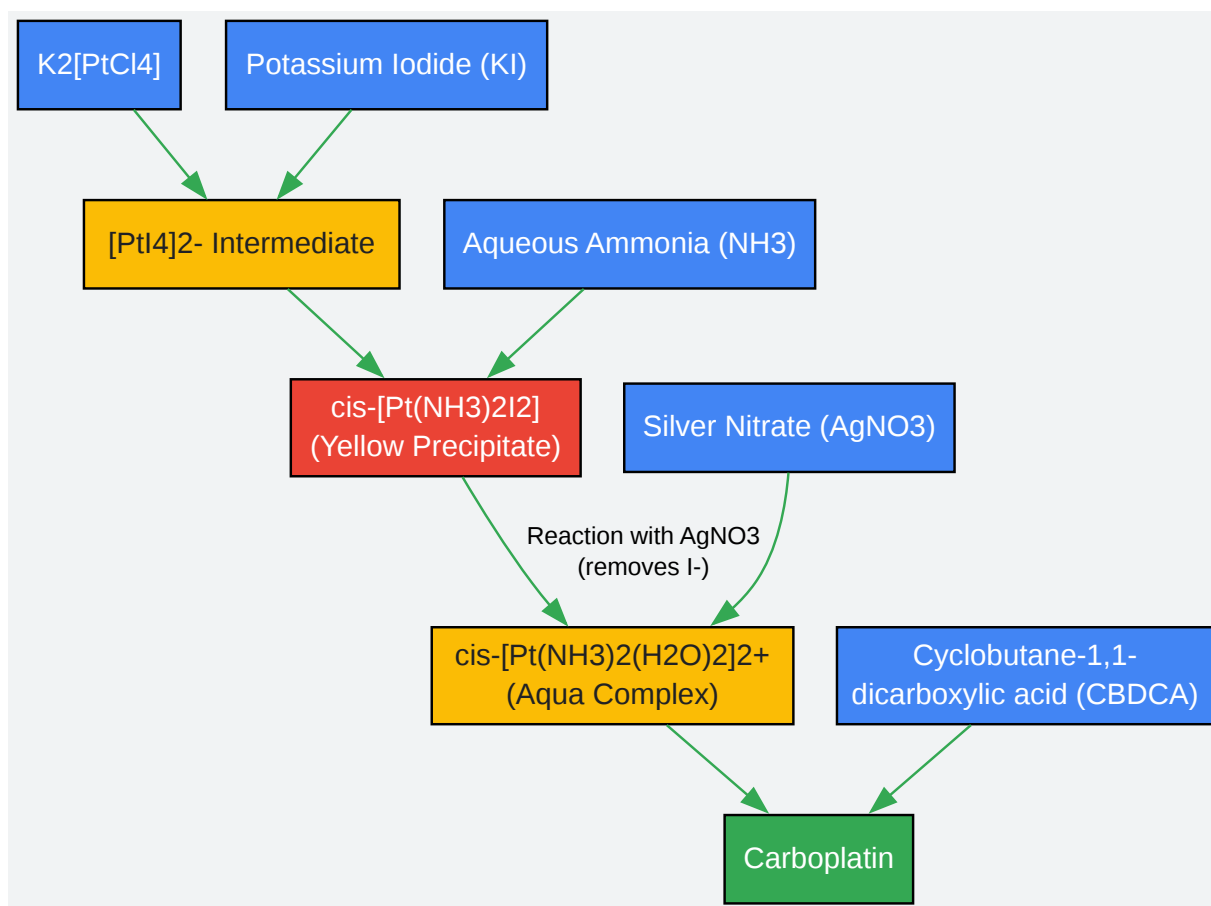 K2[PtCl4]
Potassium Iodide (KI)
[PtI4]2- Intermediate
Aqueous Ammonia (NH3)
cis-[Pt(NH3)2I2]
(Yellow Precipitate)
Silver Nitrate (AgNO3)
Reaction with AgNO3
(removes I-)
cis-[Pt(NH3)2(H2O)2]2+
(Aqua Complex)
Cyclobutane-1,1-
dicarboxylic acid (CBDCA)
Carboplatin